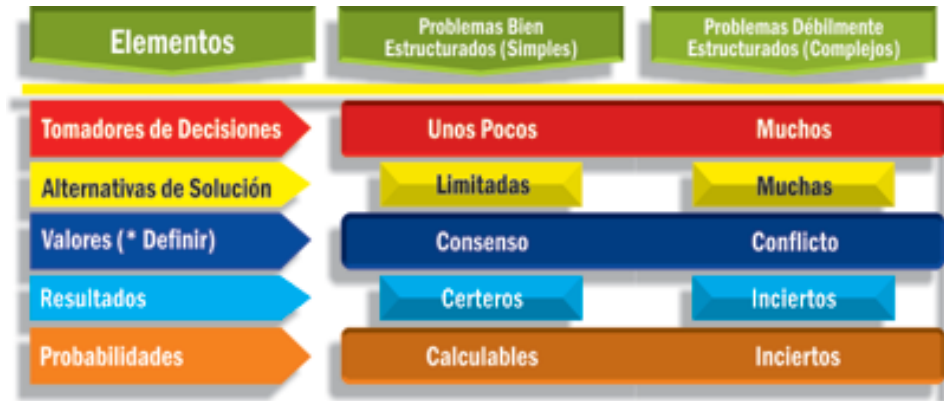 Elementos
Problemas Bien
Estructurados (Simples)
Problemas Débilmente
Estructurados (Complejos)
Tomadores de Decisiones
Unos Pocos
Muchos
Alternativas de Solución
Limitadas
Muchas
Valores (* Definir)
Consenso
Conflicto
Resultados
Certeros
Inciertos
Probabilidades
Calculables
Inciertos